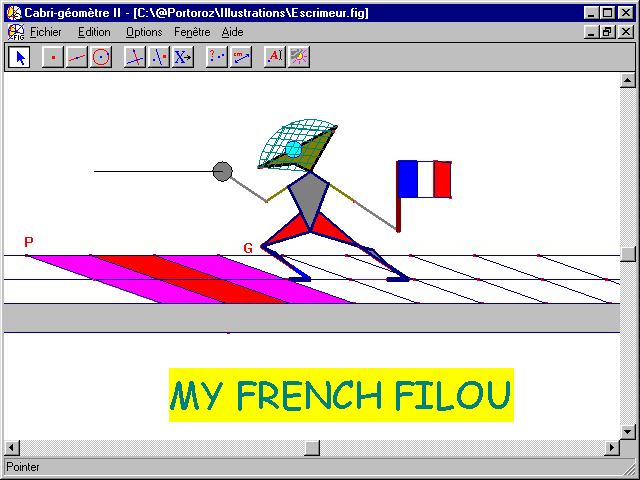 Cabri-géomètre II - [C:\@Portoroz\Illustrations\Escrimeur.fig]
Fichier Edition Options Fenêtre Aide
P
G
MY FRENCH FILOU
Pointer